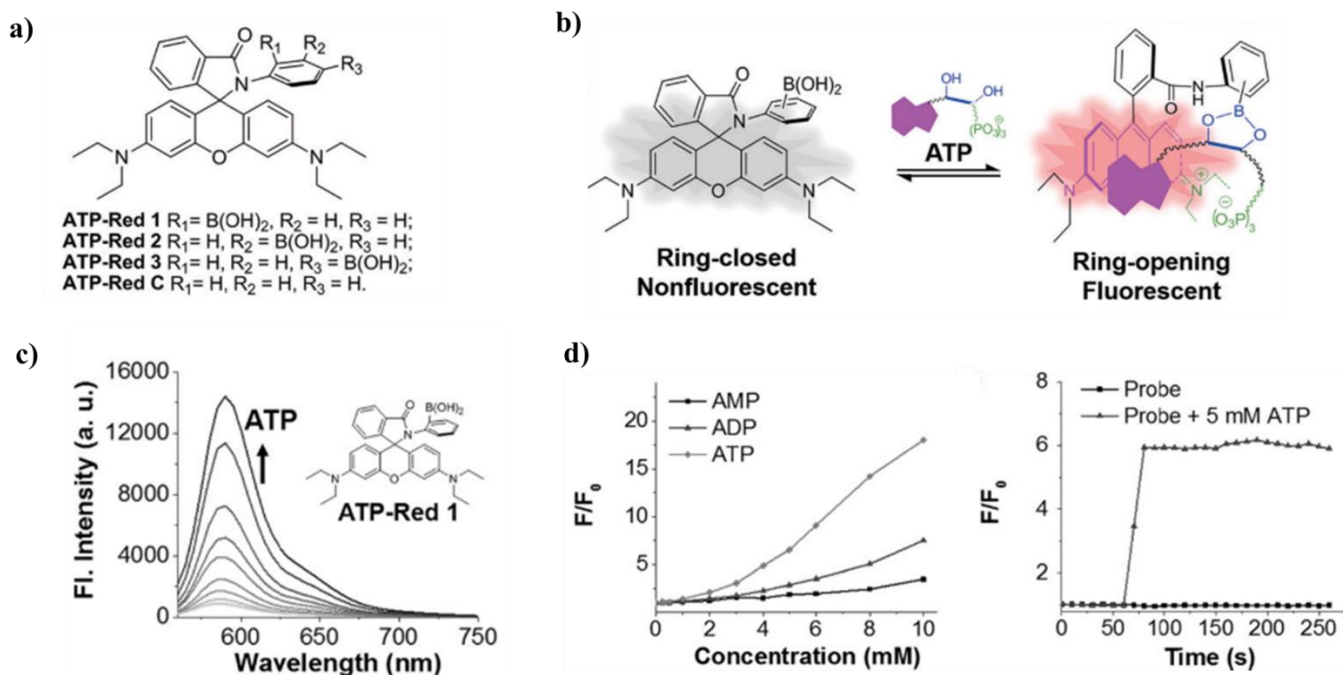 a)
O
R₁
R₂
R₃
N
N
O
N
ATP-Red 1 R₁= B(OH)₂, R₂ = H, R₃ = H;
ATP-Red 2 R₁= H, R₂ = B(OH)₂, R₃ = H;
ATP-Red 3 R₁= H, R₂ = H, R₃ = B(OH)₂;
ATP-Red C R₁= H, R₂ = H, R₃ = H.
b)
O
B(OH)₂
N
N
O
N
Ring-closed
Nonfluorescent
OH
OH
(PO₃)₃⊖
ATP
O
NH
B
O
O
N
N⊕
⊖
(O₃P)₃
Ring-opening
Fluorescent
c)
Fl. Intensity (a. u.)
16000
12000
8000
4000
0
600
650
700
750
Wavelength (nm)
ATP
O
B(OH)₂
N
N
O
N
ATP-Red 1
d)
F/F₀
20
15
10
5
0
2
4
6
8
10
Concentration (mM)
AMP
ADP
ATP
F/F₀
8
6
4
2
0
50
100
150
200
250
Time (s)
Probe
Probe + 5 mM ATP